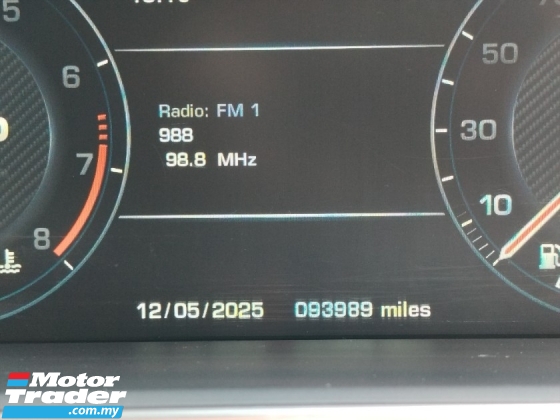 5
6
7
8
Radio: FM 1
988
98.8 MHz
50
30
10
12/05/2025 093989 miles
Motor
Trader
.com.my